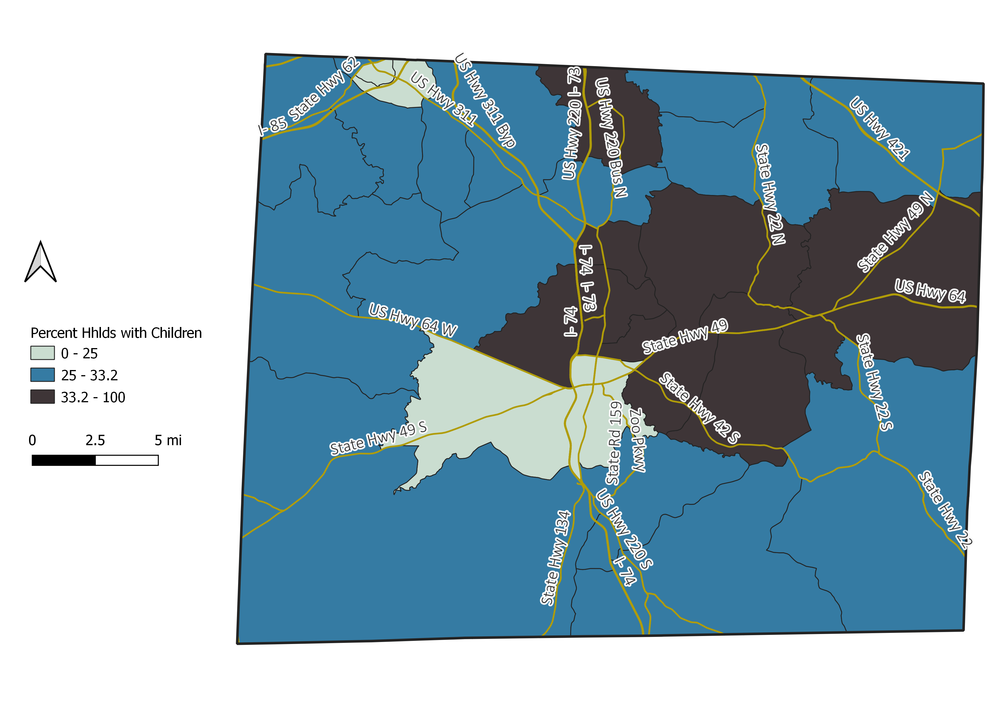 State Hwy 62
I- 85
US Hwy 311
US Hwy 311 Byp
US Hwy 220
I- 73
US Hwy 220 Bus N
State Hwy 22 N
US Hwy 421
State Hwy 49 N
US Hwy 64
I- 74
I- 73
I- 74
US Hwy 64 W
State Hwy 49
State Hwy 22 S
State Hwy 42 S
State Rd 159
Zoo Pkwy
State Hwy 49 S
State Hwy 22
US Hwy 220 S
I- 74
State Hwy 134
Percent Hhlds with Children
0 - 25
25 - 33.2
33.2 - 100
0 2.5 5 mi